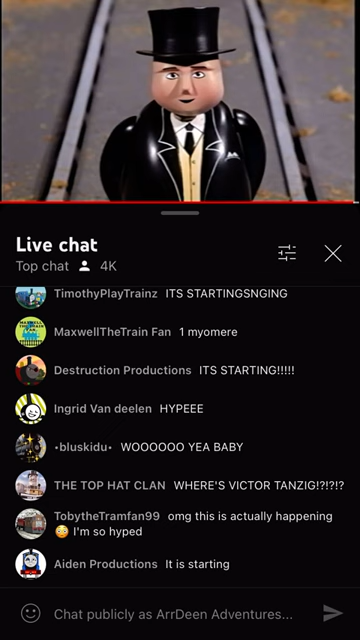 Live chat
Top chat 4K
TimothyPlayTrainz ITS STARTINGSNGING
MaxwellTheTrain Fan 1 myomere
Destruction Productions ITS STARTING!!!!!
Ingrid Van deelen HYPEEE
•bluskidu• WOOOOOO YEA BABY
THE TOP HAT CLAN WHERE'S VICTOR TANZIG!?!?!?
TobytheTramfan99 omg this is actually happening
😳 I'm so hyped
Aiden Productions It is starting
Chat publicly as ArrDeen Adventures...